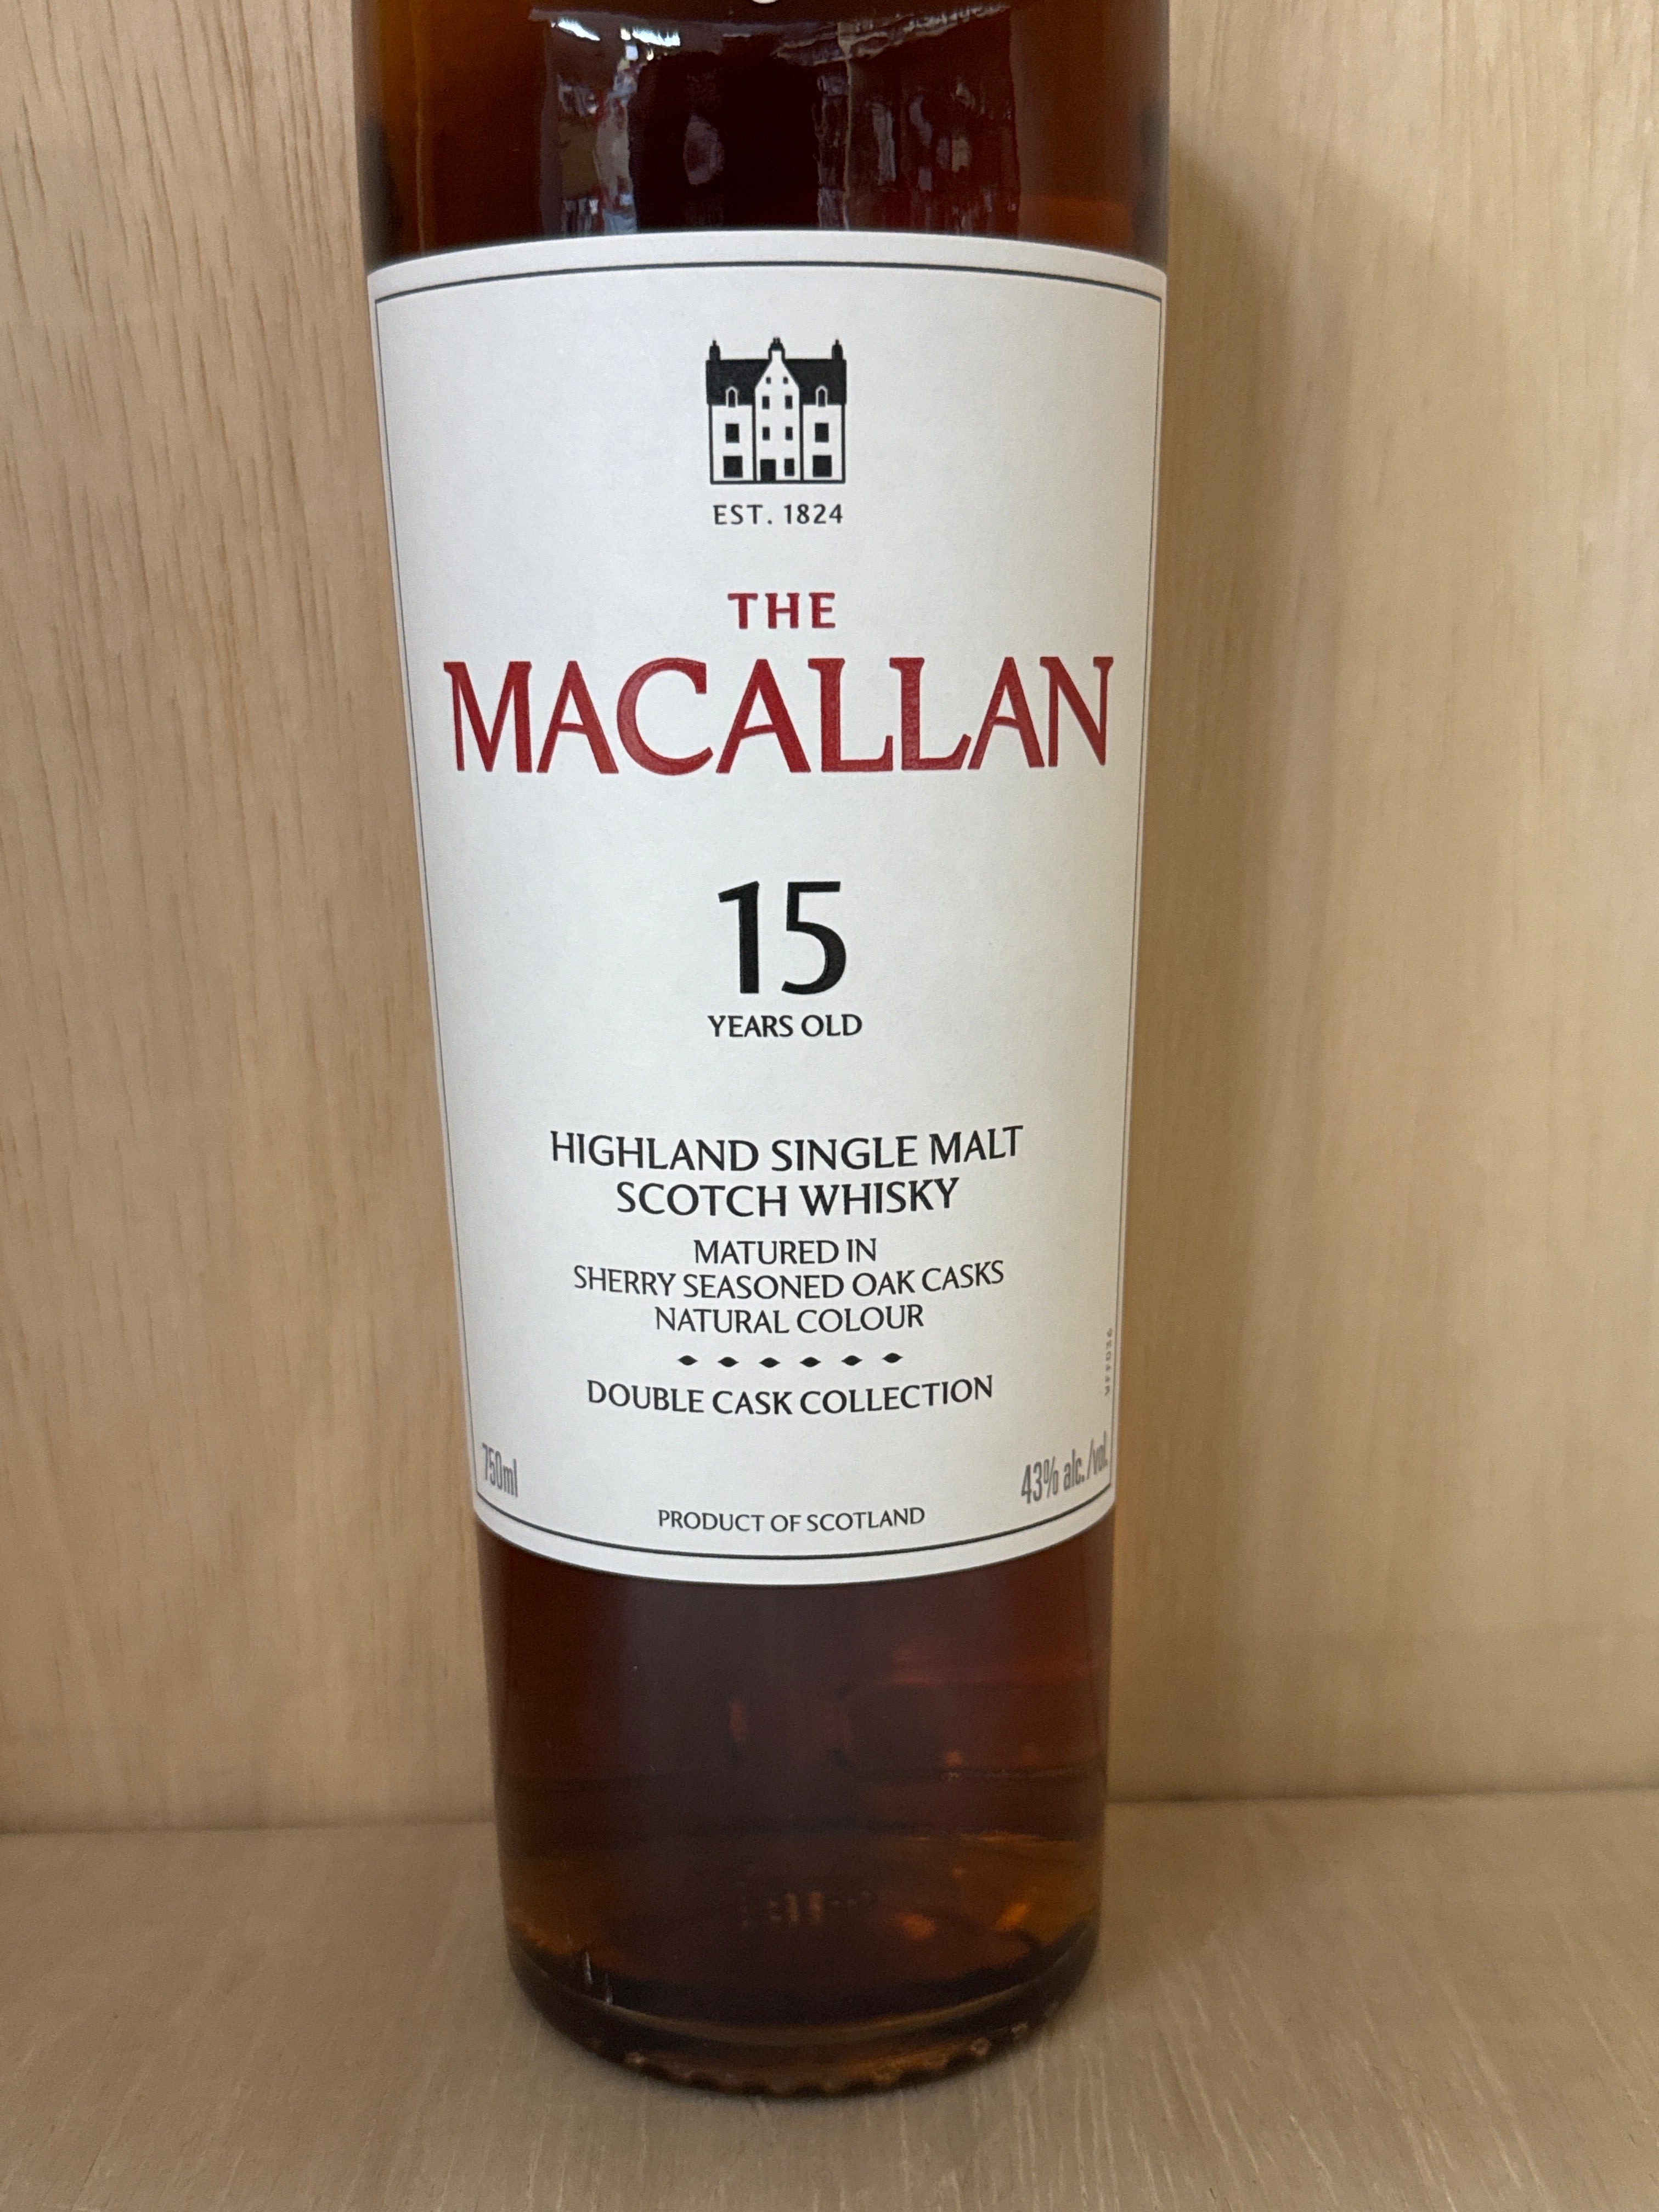 EST. 1824
THE
MACALLAN
15
YEARS OLD
HIGHLAND SINGLE MALT
SCOTCH WHISKY
MATURED IN
SHERRY SEASONED OAK CASKS
NATURAL COLOUR
DOUBLE CASK COLLECTION
750ml
43% alc./vol.
PRODUCT OF SCOTLAND